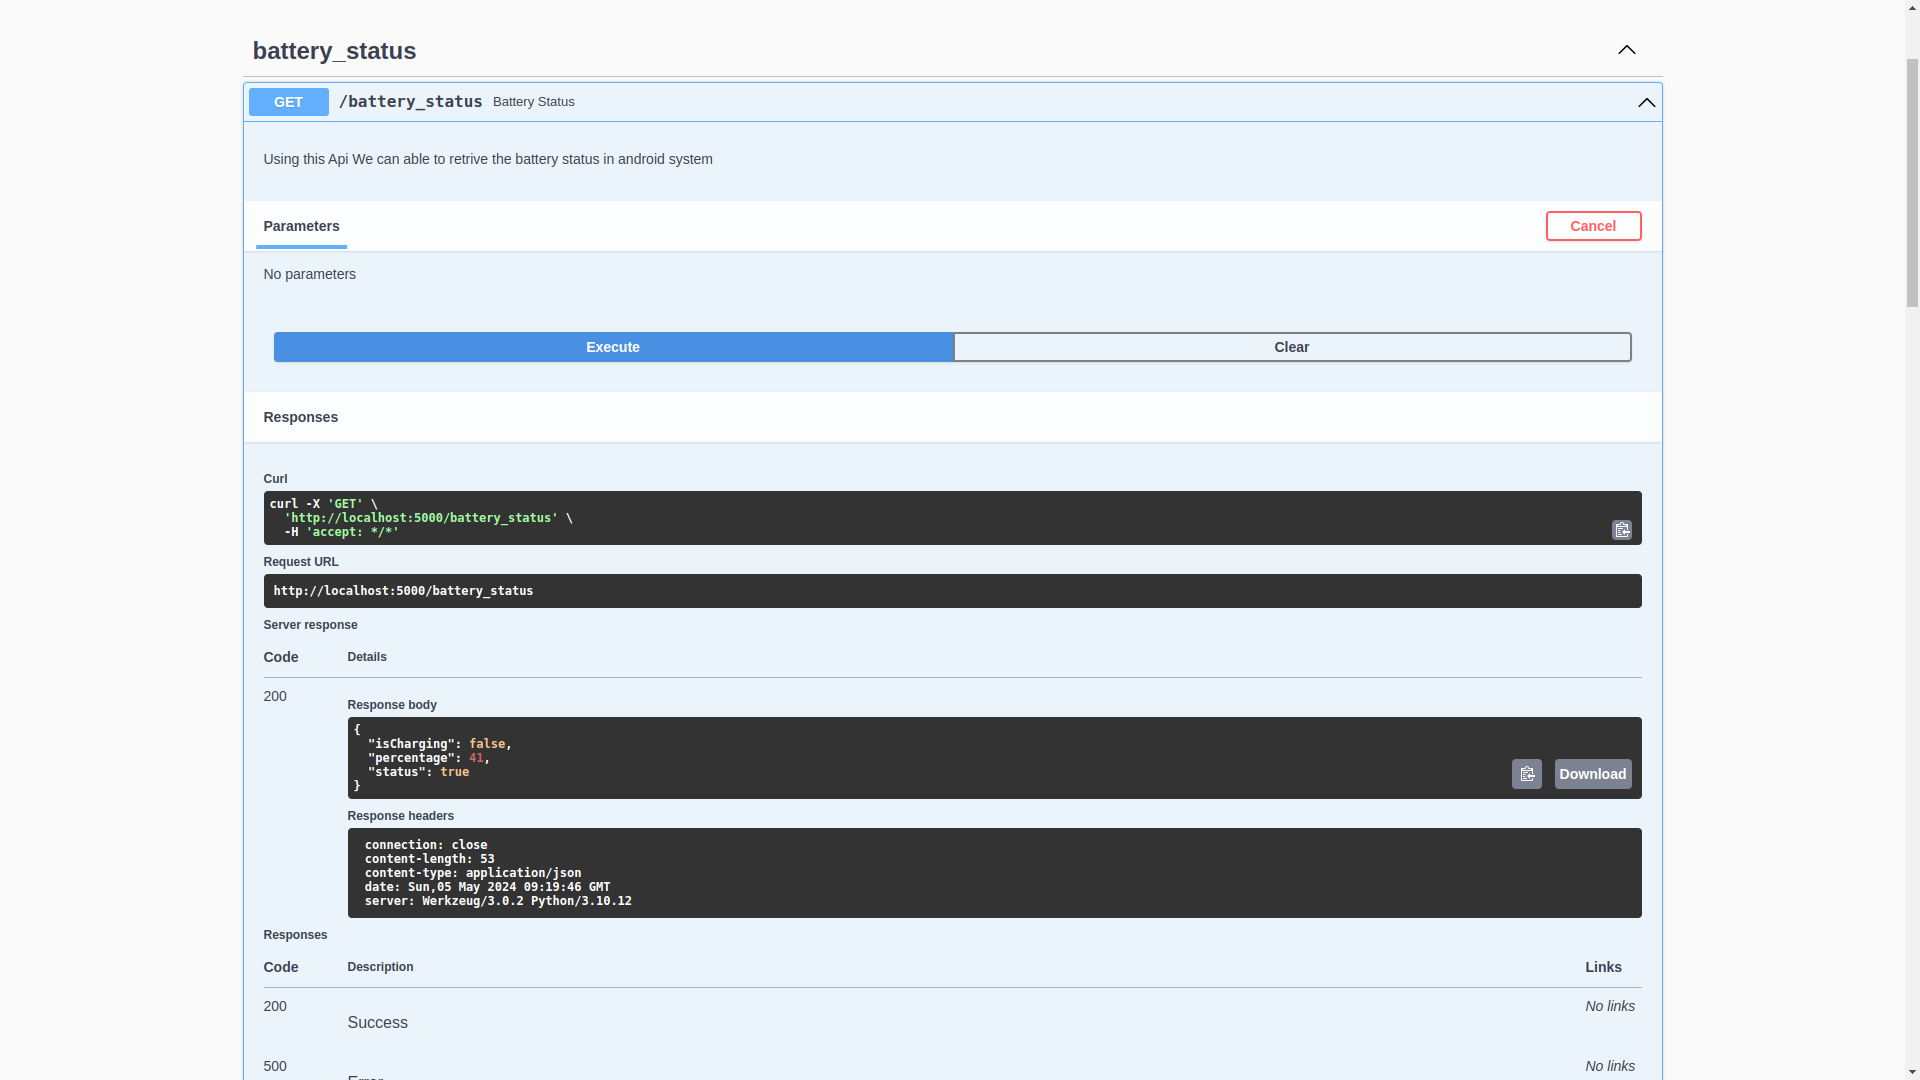 battery_status
GET /battery_status Battery Status
Using this Api We can able to retrive the battery status in android system
Parameters Cancel
No parameters
Execute Clear
Responses
Curl
curl -X 'GET' \
  'http://localhost:5000/battery_status' \
  -H 'accept: */*'
Request URL
http://localhost:5000/battery_status
Server response
Code Details
200
Response body
{
  "isCharging": false,
  "percentage": 41,
  "status": true
}
Download
Response headers
connection: close
content-length: 53
content-type: application/json
date: Sun,05 May 2024 09:19:46 GMT
server: Werkzeug/3.0.2 Python/3.10.12
Responses
Code Description Links
200 No links
Success
500 No links
Error